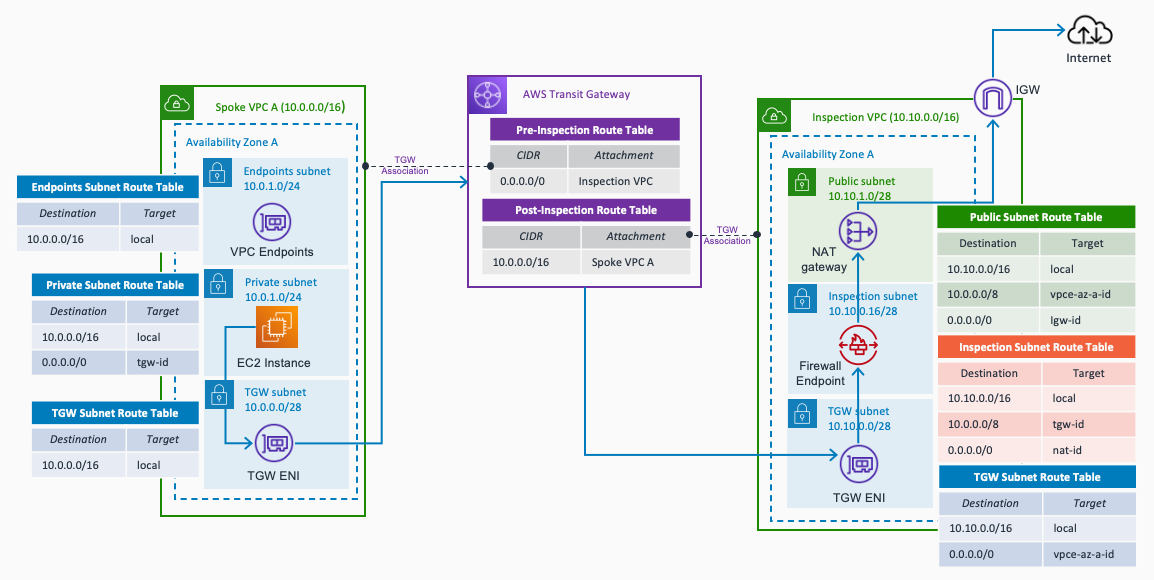 Internet
IGW
AWS Transit Gateway
Spoke VPC A (10.0.0.0/16)
Inspection VPC (10.10.0.0/16)
Availability Zone A
Endpoints subnet
10.0.1.0/24
VPC Endpoints
Private subnet
10.0.1.0/24
EC2 Instance
TGW subnet
10.0.0.0/28
TGW ENI
Endpoints Subnet Route Table
Destination Target
10.0.0.0/16 local
Private Subnet Route Table
Destination Target
10.0.0.0/16 local
0.0.0.0/0 tgw-id
TGW Subnet Route Table
Destination Target
10.0.0.0/16 local
TGW
Association
Pre-Inspection Route Table
CIDR Attachment
0.0.0.0/0 Inspection VPC
Post-Inspection Route Table
CIDR Attachment
10.0.0.0/16 Spoke VPC A
TGW
Association
Availability Zone A
Public subnet
10.10.1.0/28
NAT
gateway
Inspection subnet
10.10.0.16/28
Firewall
Endpoint
TGW subnet
10.10.0.0/28
TGW ENI
Public Subnet Route Table
Destination Target
10.10.0.0/16 local
10.0.0.0/8 vpce-az-a-id
0.0.0.0/0 lgw-id
Inspection Subnet Route Table
Destination Target
10.10.0.0/16 local
10.0.0.0/8 tgw-id
0.0.0.0/0 nat-id
TGW Subnet Route Table
Destination Target
10.10.0.0/16 local
0.0.0.0/0 vpce-az-a-id